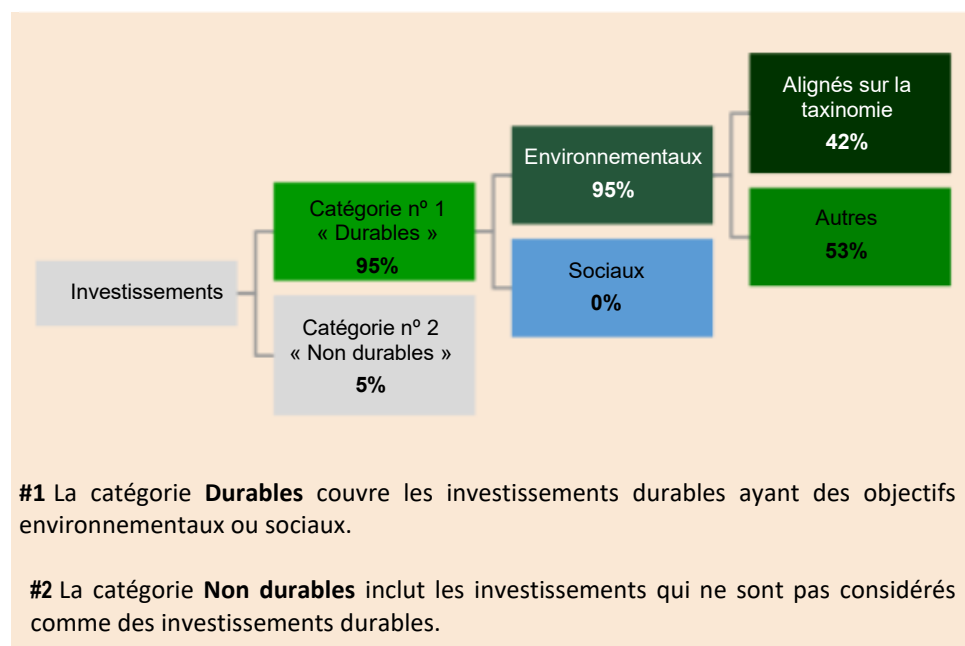 Investissements
Catégorie nº 1
« Durables »
95%
Catégorie nº 2
« Non durables »
5%
Environnementaux
95%
Sociaux
0%
Alignés sur la
taxinomie
42%
Autres
53%
#1 La catégorie Durables couvre les investissements durables ayant des objectifs
environnementaux ou sociaux.
#2 La catégorie Non durables inclut les investissements qui ne sont pas considérés
comme des investissements durables.